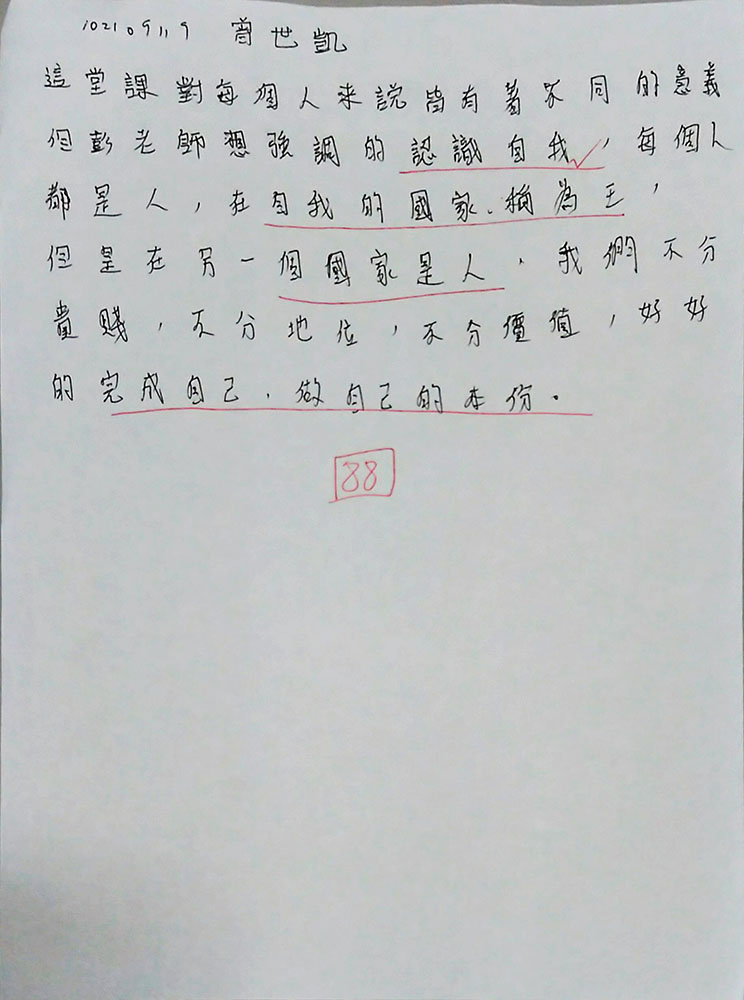 102109119 曾世凱
這堂課對每個人來說皆有著不同的意義
但彭老師想強調的認識自我，每個人
都是人，在自我的國家、稱為王，
但是在另一個國家是人，我們不分
貴賤，不分地位，不分價值，好好
的完成自己，做自己的本份。
88